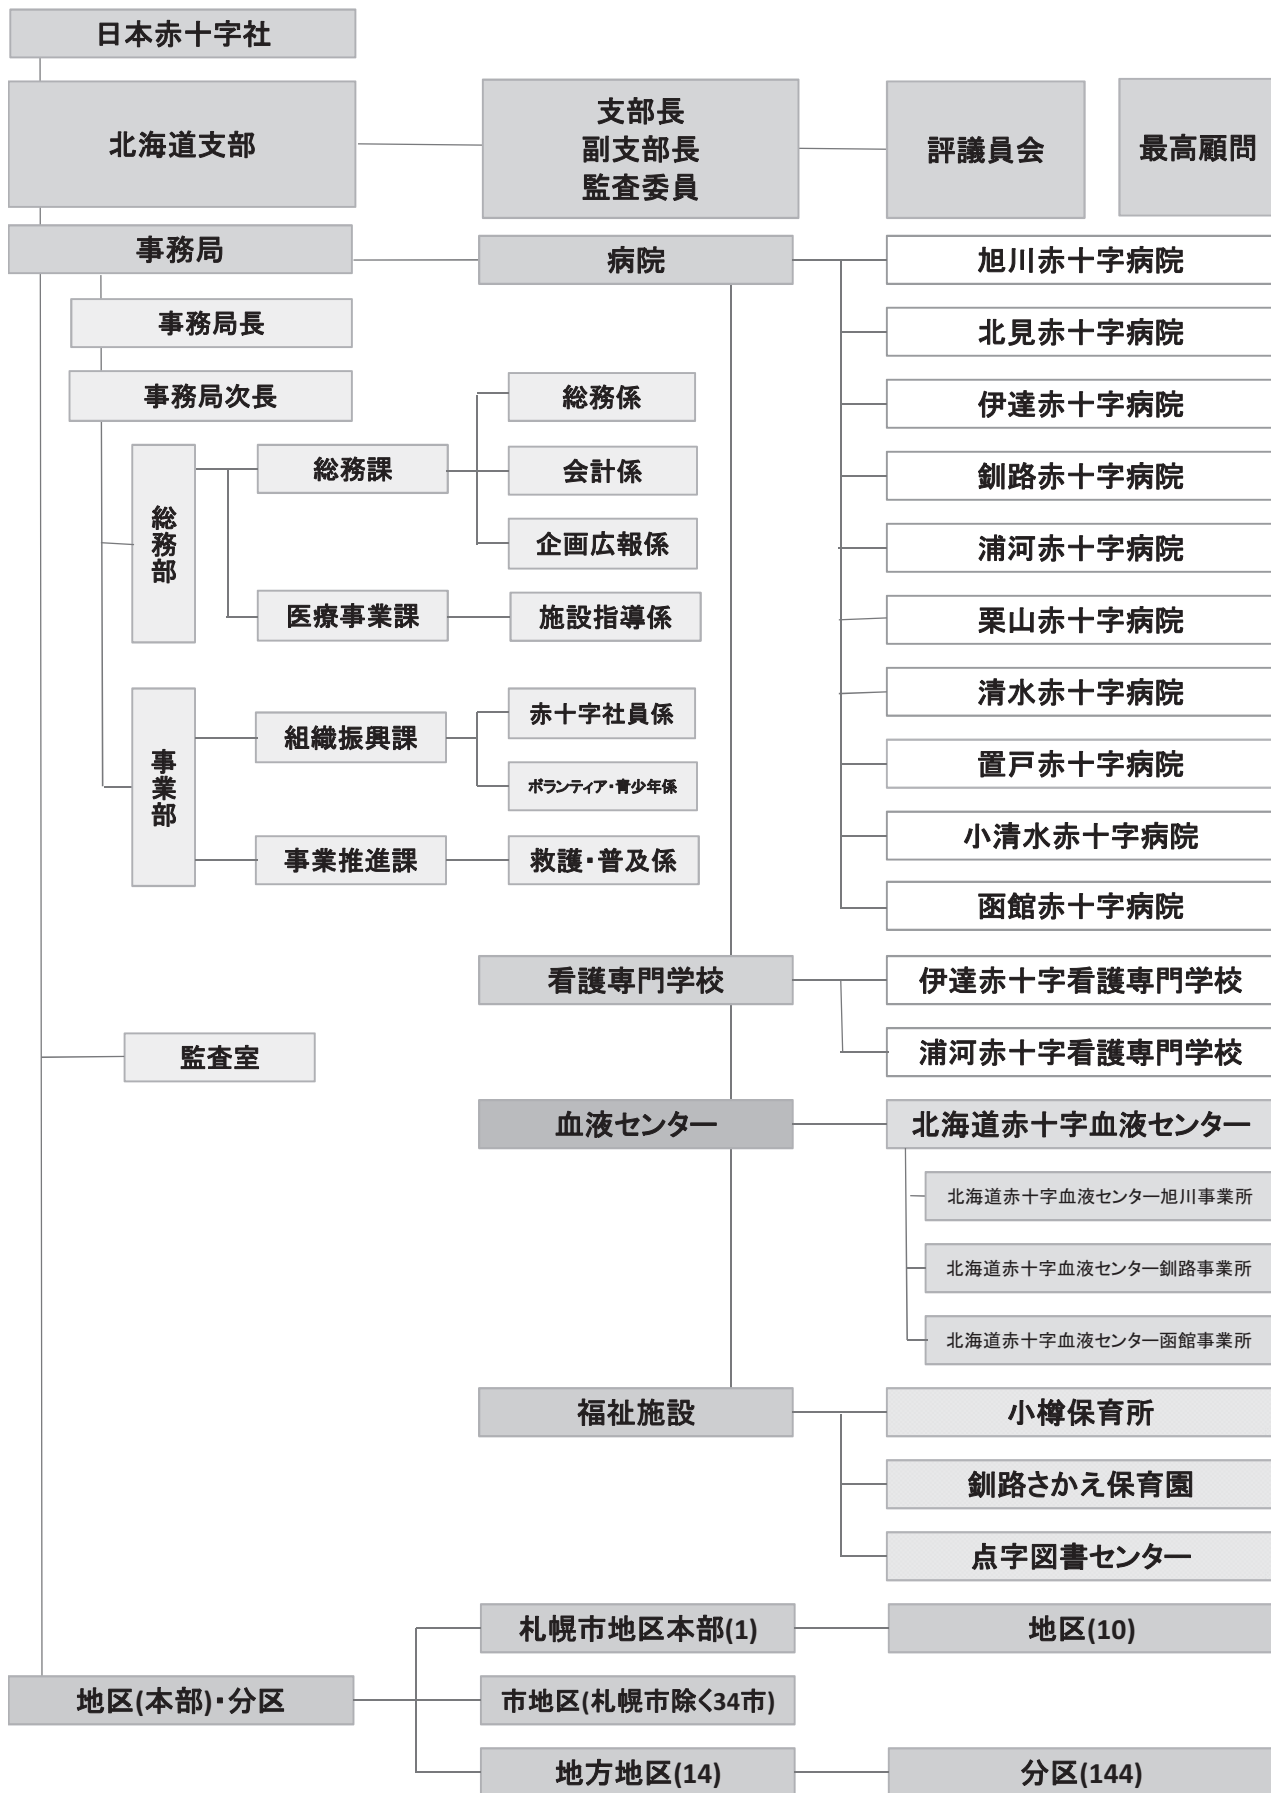 日本赤十字社
北海道支部
支部長
副支部長
監査委員
評議員会
最高顧問
事務局
病院
旭川赤十字病院
事務局長
北見赤十字病院
事務局次長
総務係
伊達赤十字病院
総務部
総務課
会計係
釧路赤十字病院
企画広報係
浦河赤十字病院
医療事業課
施設指導係
栗山赤十字病院
清水赤十字病院
事業部
組織振興課
赤十字社員係
置戸赤十字病院
ボランティア・青少年係
小清水赤十字病院
事業推進課
救護・普及係
函館赤十字病院
看護専門学校
伊達赤十字看護専門学校
監査室
浦河赤十字看護専門学校
血液センター
北海道赤十字血液センター
北海道赤十字血液センター旭川事業所
北海道赤十字血液センター釧路事業所
北海道赤十字血液センター函館事業所
福祉施設
小樽保育所
釧路さかえ保育園
点字図書センター
札幌市地区本部(1)
地区(10)
地区(本部)・分区
市地区(札幌市除く34市)
地方地区(14)
分区(144)